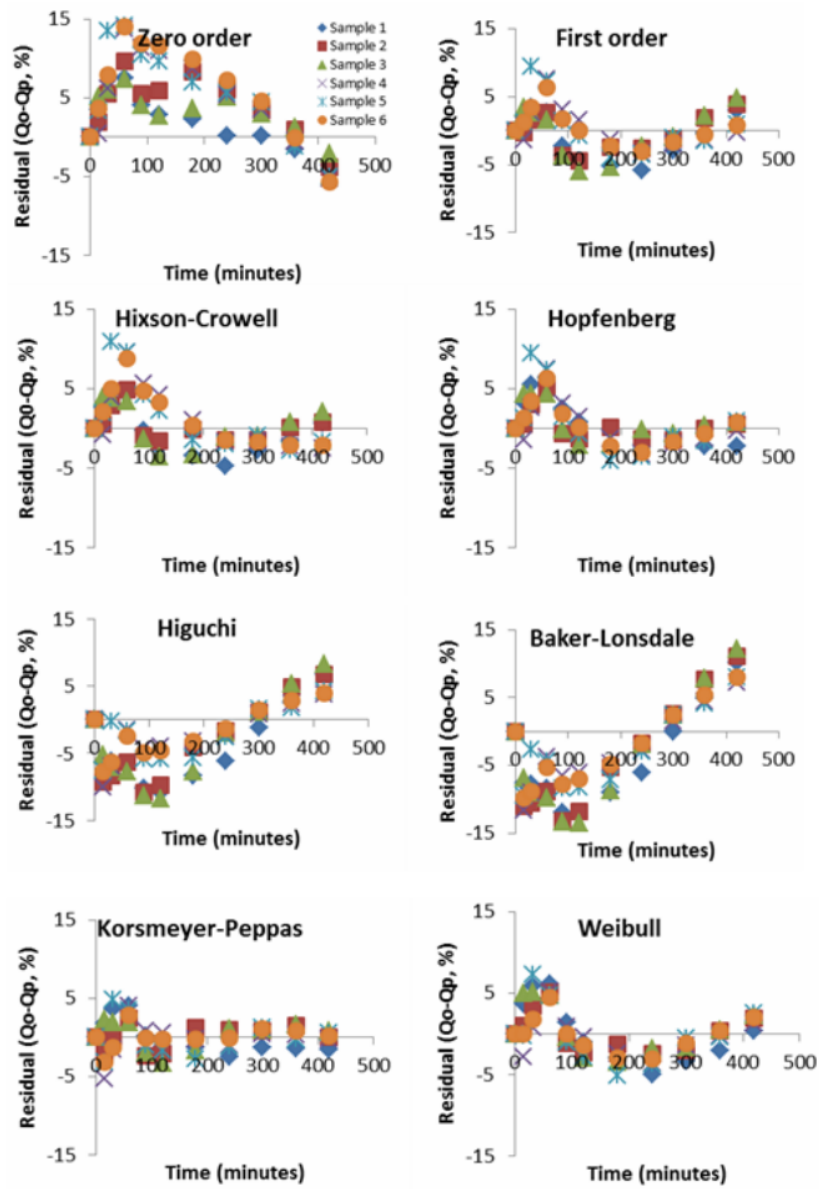 Zero order
Residual (Qo-Qp, %)
15
5
-5
-15
0 100 200 300 400 500
Time (minutes)
Sample 1
Sample 2
Sample 3
Sample 4
Sample 5
Sample 6
First order
Residual (Qo-Qp, %)
15
5
-5
-15
0 100 200 300 400 500
Time (minutes)
Hixson-Crowell
Residual (Q0-Qp, %)
15
5
-5
-15
0 100 200 300 400 500
Time (minutes)
Hopfenberg
Residual (Qo-Qp, %)
15
5
-5
-15
0 100 200 300 400 500
Time (minutes)
Higuchi
Residual (Qo-Qp, %)
15
5
-5
-15
0 100 200 300 400 500
Time (minutes)
Baker-Lonsdale
Residual (Qo-Qp, %)
15
5
-5
-15
0 100 200 300 400 500
Time (minutes)
Korsmeyer-Peppas
Residual (Qo-Qp, %)
15
5
-5
-15
0 100 200 300 400 500
Time (minutes)
Weibull
Residual (Qo-Qp, %)
15
5
-5
-15
0 100 200 300 400 500
Time (minutes)